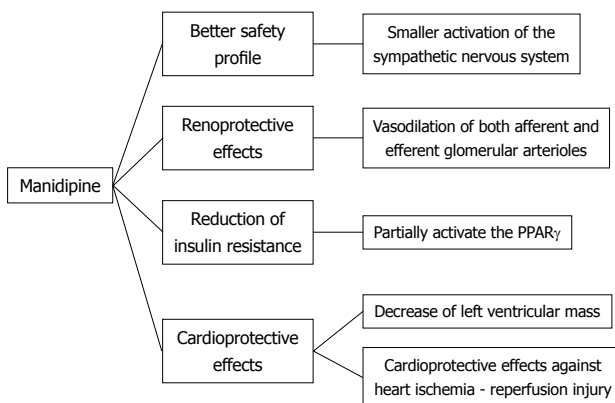 Manidipine
Better safety
profile
Smaller activation of the
sympathetic nervous system
Renoprotective
effects
Vasodilation of both afferent and
efferent glomerular arterioles
Reduction of
insulin resistance
Partially activate the PPARγ
Cardioprotective
effects
Decrease of left ventricular mass
Cardioprotective effects against
heart ischemia - reperfusion injury